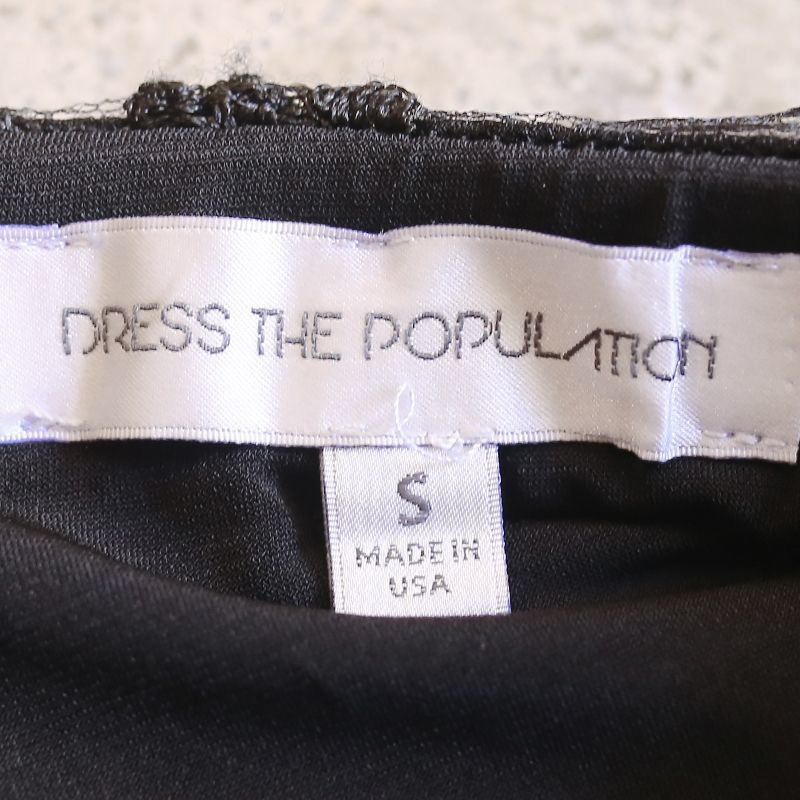 DRESS THE POPULATION
S
MADE IN
USA